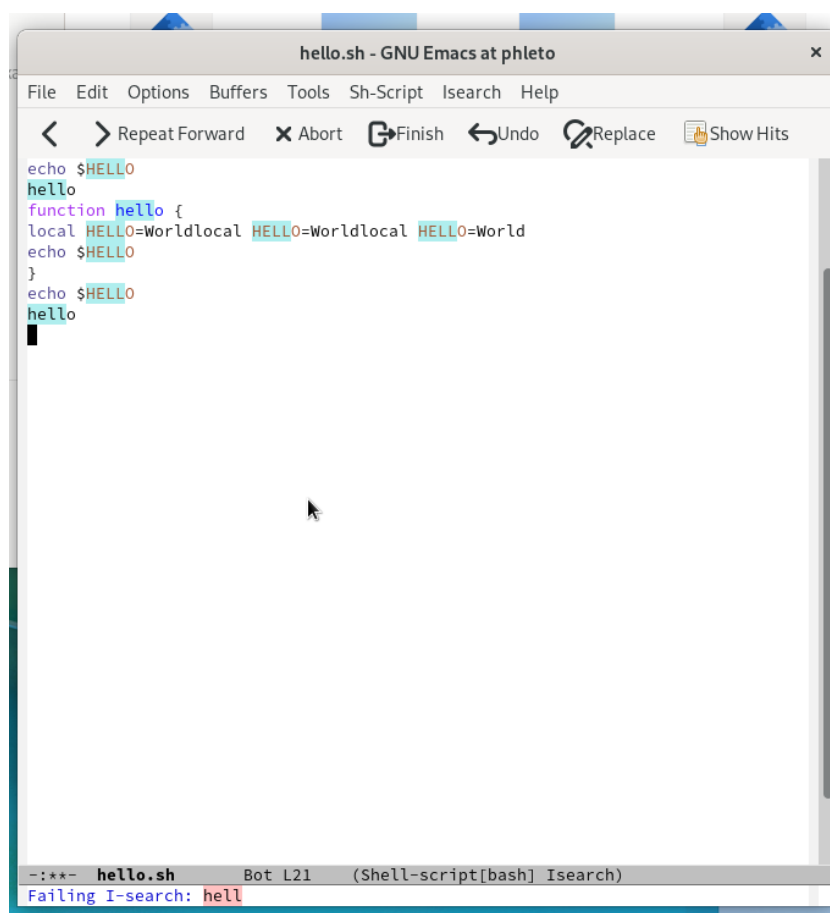 hello.sh - GNU Emacs at phleto
File Edit Options Buffers Tools Sh-Script Isearch Help
Repeat Forward Abort Finish Undo Replace Show Hits
echo $HELLO
hello
function hello {
local HELLO=Worldlocal HELLO=Worldlocal HELLO=World
echo $HELLO
}
echo $HELLO
hello
-:**- hello.sh Bot L21 (Shell-script[bash] Isearch)
Failing I-search: hell